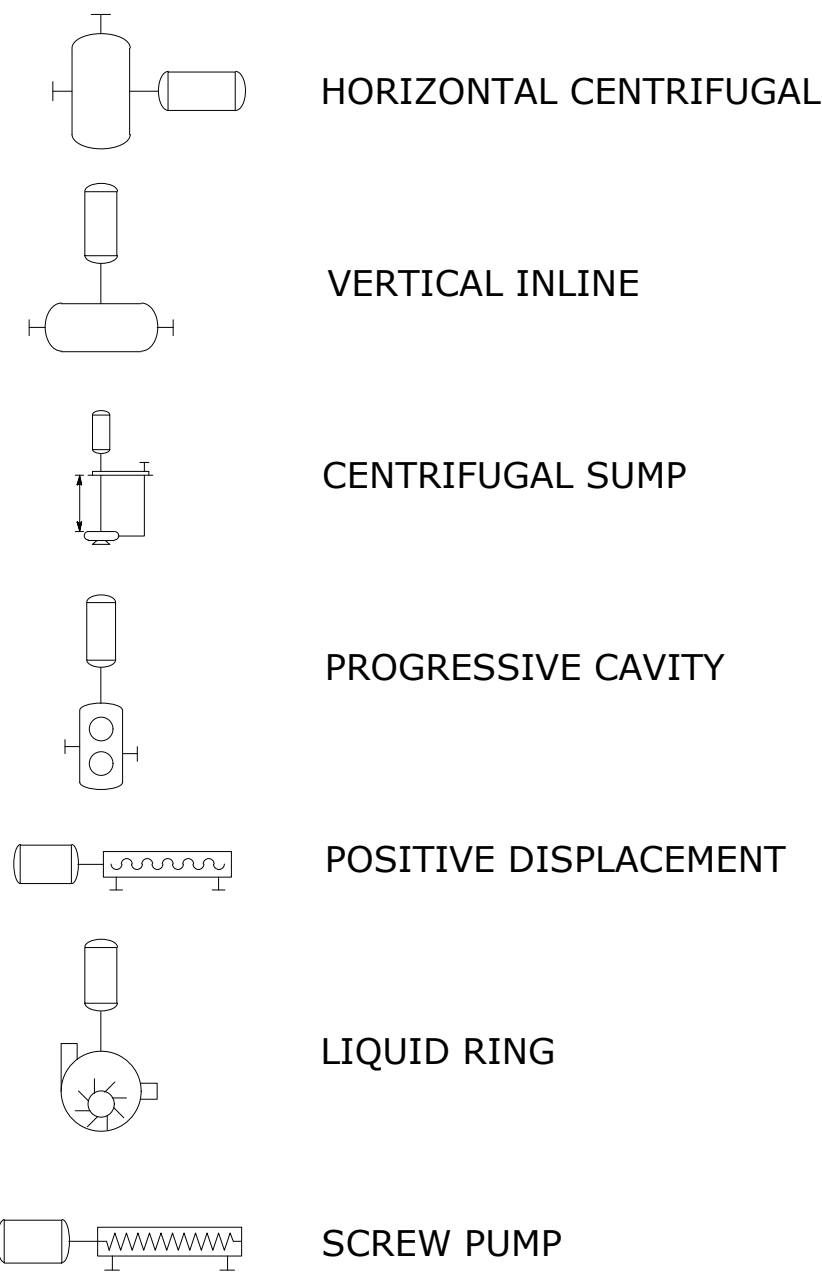 HORIZONTAL CENTRIFUGAL
VERTICAL INLINE
CENTRIFUGAL SUMP
PROGRESSIVE CAVITY
POSITIVE DISPLACEMENT
LIQUID RING
SCREW PUMP